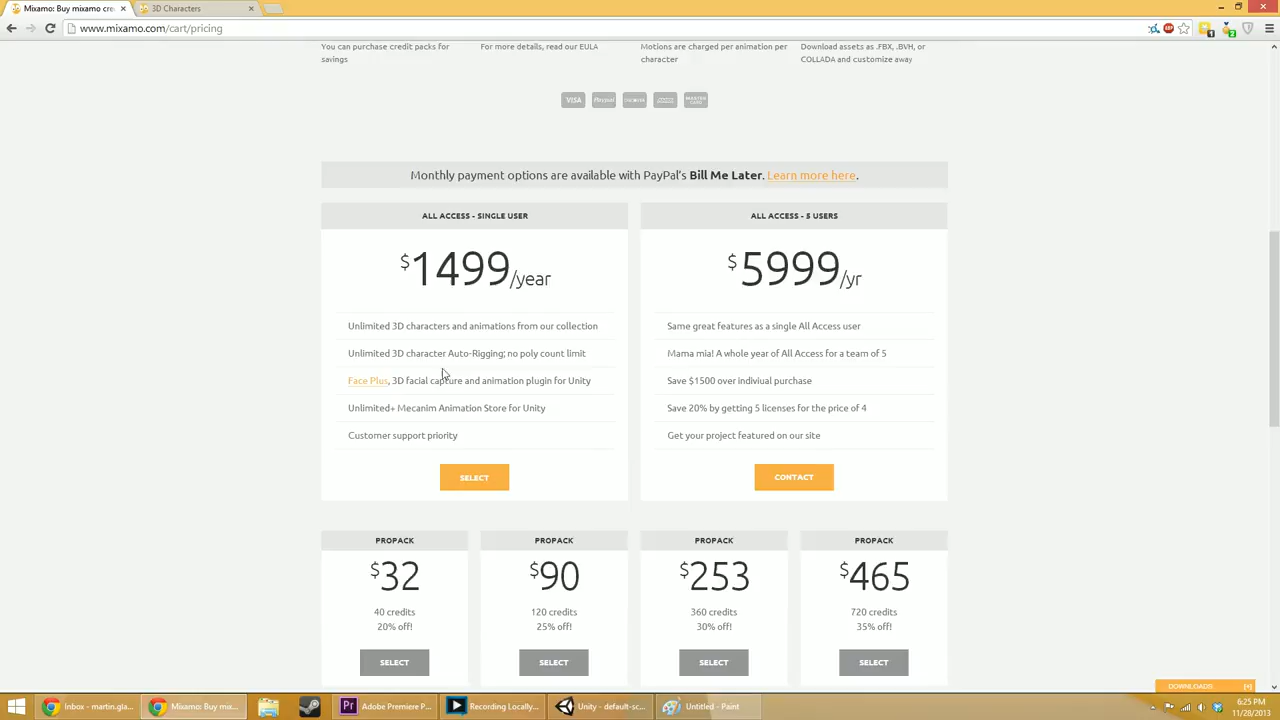 Mixamo: Buy mixamo cre
3D Characters
www.mixamo.com/cart/pricing
You can purchase credit packs for savings
For more details, read our EULA
Motions are charged per animation per character
Download assets as .FBX, .BVH, or COLLADA and customize away
VISA
PayPal
Monthly payment options are available with PayPal's Bill Me Later. Learn more here.
ALL ACCESS - SINGLE USER
$1499/year
Unlimited 3D characters and animations from our collection
Unlimited 3D character Auto-Rigging; no poly count limit
Face Plus, 3D facial capture and animation plugin for Unity
Unlimited+ Mecanim Animation Store for Unity
Customer support priority
SELECT
ALL ACCESS - 5 USERS
$5999/yr
Same great features as a single All Access user
Mama mia! A whole year of All Access for a team of 5
Save $1500 over indiviual purchase
Save 20% by getting 5 licenses for the price of 4
Get your project featured on our site
CONTACT
PROPACK
$32
40 credits
20% off!
SELECT
PROPACK
$90
120 credits
25% off!
SELECT
PROPACK
$253
360 credits
30% off!
SELECT
PROPACK
$465
720 credits
35% off!
SELECT
DOWNLOADS
Inbox - martin.gla...
Mixamo: Buy mix...
Adobe Premiere P...
Recording Locally...
Unity - default-sc...
Untitled - Paint
6:25 PM
11/28/2013